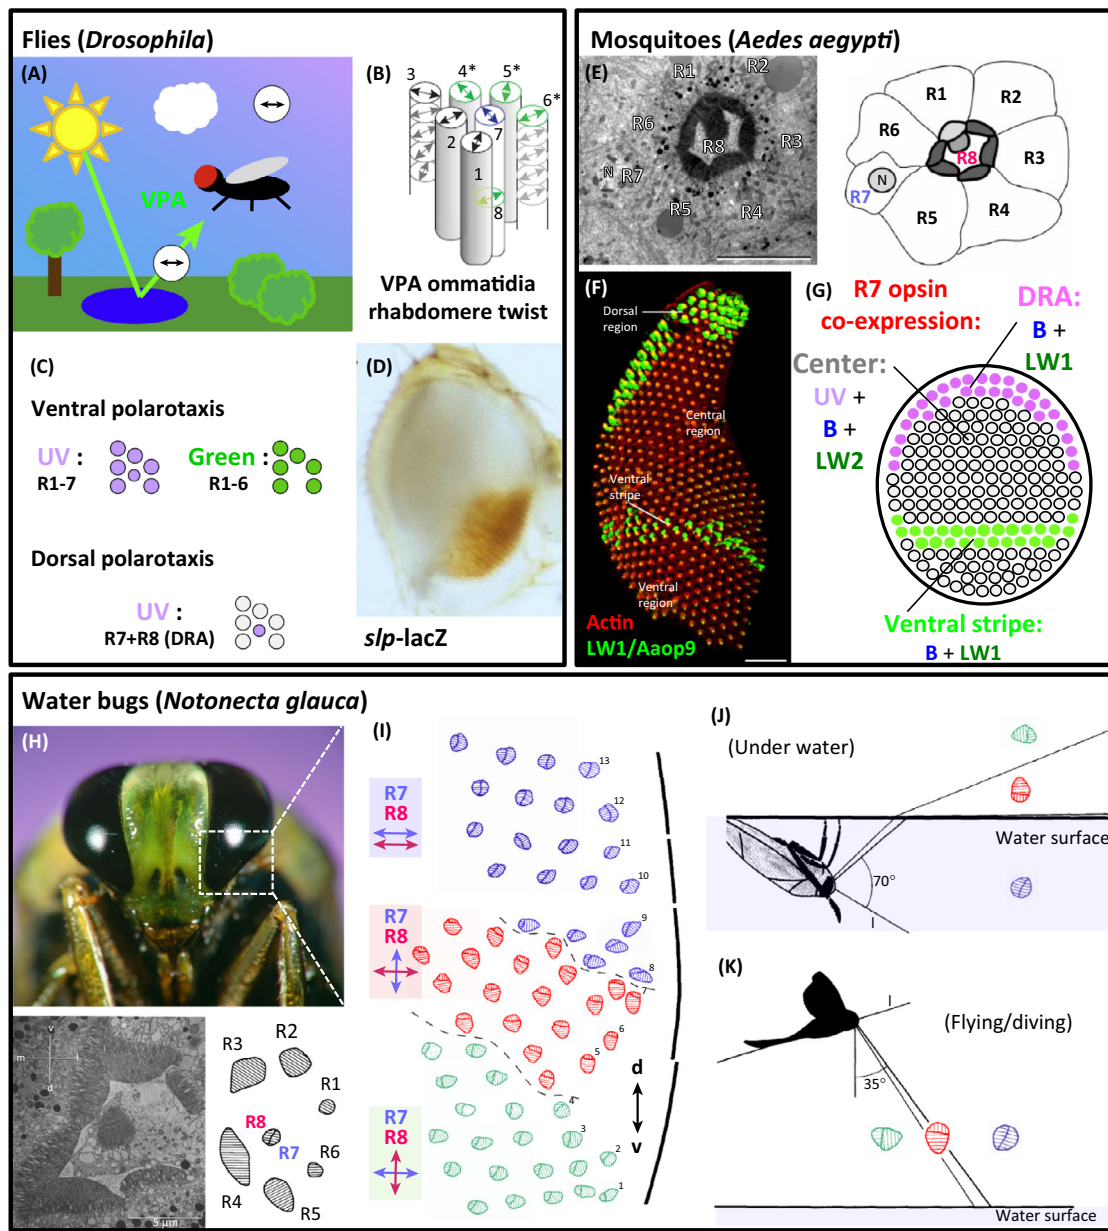 Flies (Drosophila)
(A)
VPA
(B)
3
4*
5*
6*
2
7
1
8
VPA ommatidia
rhabdomere twist
(C)
Ventral polarotaxis
UV :
R1-7
Green :
R1-6
Dorsal polarotaxis
UV :
R7+R8 (DRA)
(D)
slp-lacZ
Mosquitoes (Aedes aegypti)
(E)
R1
R2
R6
R8
R3
N
R7
R5
R4
R1
R2
R6
R8
R3
N
R7
R5
R4
(F)
Dorsal
region
Central
region
Ventral
stripe
Ventral
region
Actin
LW1/Aaop9
(G)
R7 opsin
co-expression:
DRA:
B +
LW1
Center:
UV +
B +
LW2
Ventral stripe:
B + LW1
Water bugs (Notonecta glauca)
(H)
v
m
d
5 µm
R2
R3
R1
R8
R7
R6
R4
R5
(I)
R7
R8
R7
R8
R7
R8
13
12
11
10
9
8
7
6
5
4
3
2
1
d
v
(J)
(Under water)
Water surface
70°
I
(K)
I
(Flying/diving)
35°
Water surface